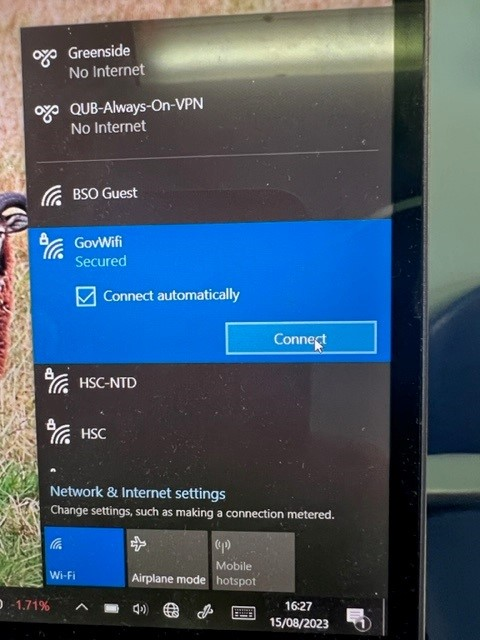 Greenside
No Internet
QUB-Always-On-VPN
No Internet
BSO Guest
GovWifi
Secured
Connect automatically
Connect
HSC-NTD
HSC
Network & Internet settings
Change settings, such as making a connection metered.
Wi-Fi
Airplane mode
Mobile
hotspot
-1.71%
16:27
15/08/2023
1